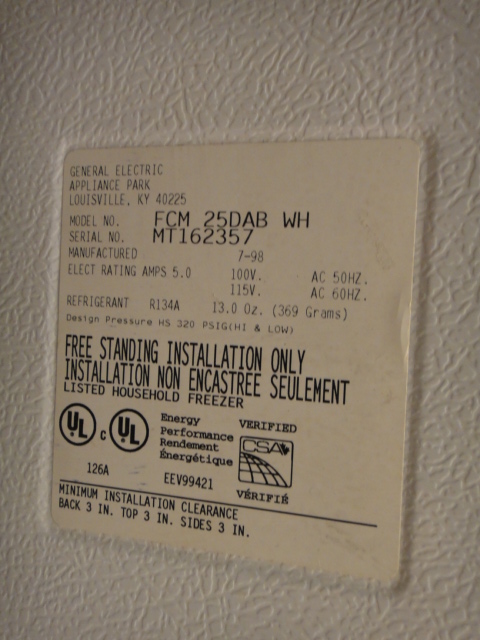 GENERAL ELECTRIC
APPLIANCE PARK
LOUISVILLE, KY 40225
MODEL NO. FCM 25DAB WH
SERIAL NO. MT162357
MANUFACTURED 7-98
ELECT RATING AMPS 5.0 100V. AC 50HZ.
115V. AC 60HZ.
REFRIGERANT R134A 13.0 Oz. (369 Grams)
Design Pressure HS 320 PSIG(HI & LOW)
FREE STANDING INSTALLATION ONLY
INSTALLATION NON ENCASTREE SEULEMENT
LISTED HOUSEHOLD FREEZER
UL c UL
126A
Energy
Performance
Rendement
Énergétique
EEV99421
VERIFIED
CSA
VÉRIFIÉ
MINIMUM INSTALLATION CLEARANCE
BACK 3 IN. TOP 3 IN. SIDES 3 IN.